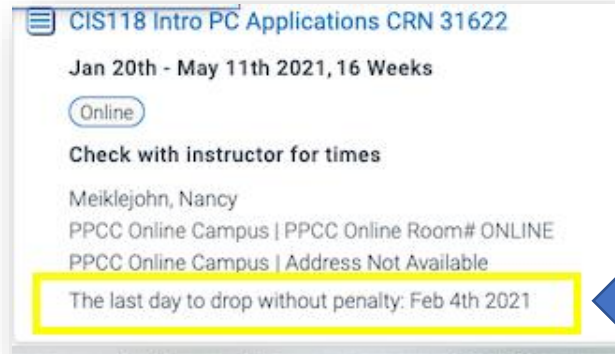 CIS118 Intro PC Applications CRN 31622
Jan 20th - May 11th 2021, 16 Weeks
Online
Check with instructor for times
Meiklejohn, Nancy
PPCC Online Campus | PPCC Online Room# ONLINE
PPCC Online Campus | Address Not Available
The last day to drop without penalty: Feb 4th 2021